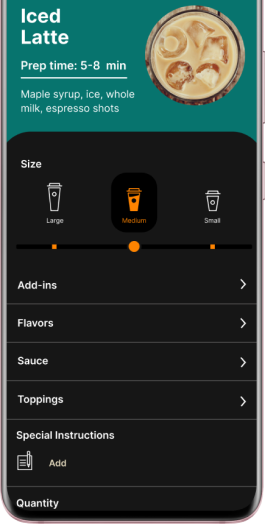 Iced
Latte
Prep time: 5-8 min
Maple syrup, ice, whole
milk, espresso shots
Size
Large
Medium
Small
Add-ins
Flavors
Sauce
Toppings
Special Instructions
Add
Quantity